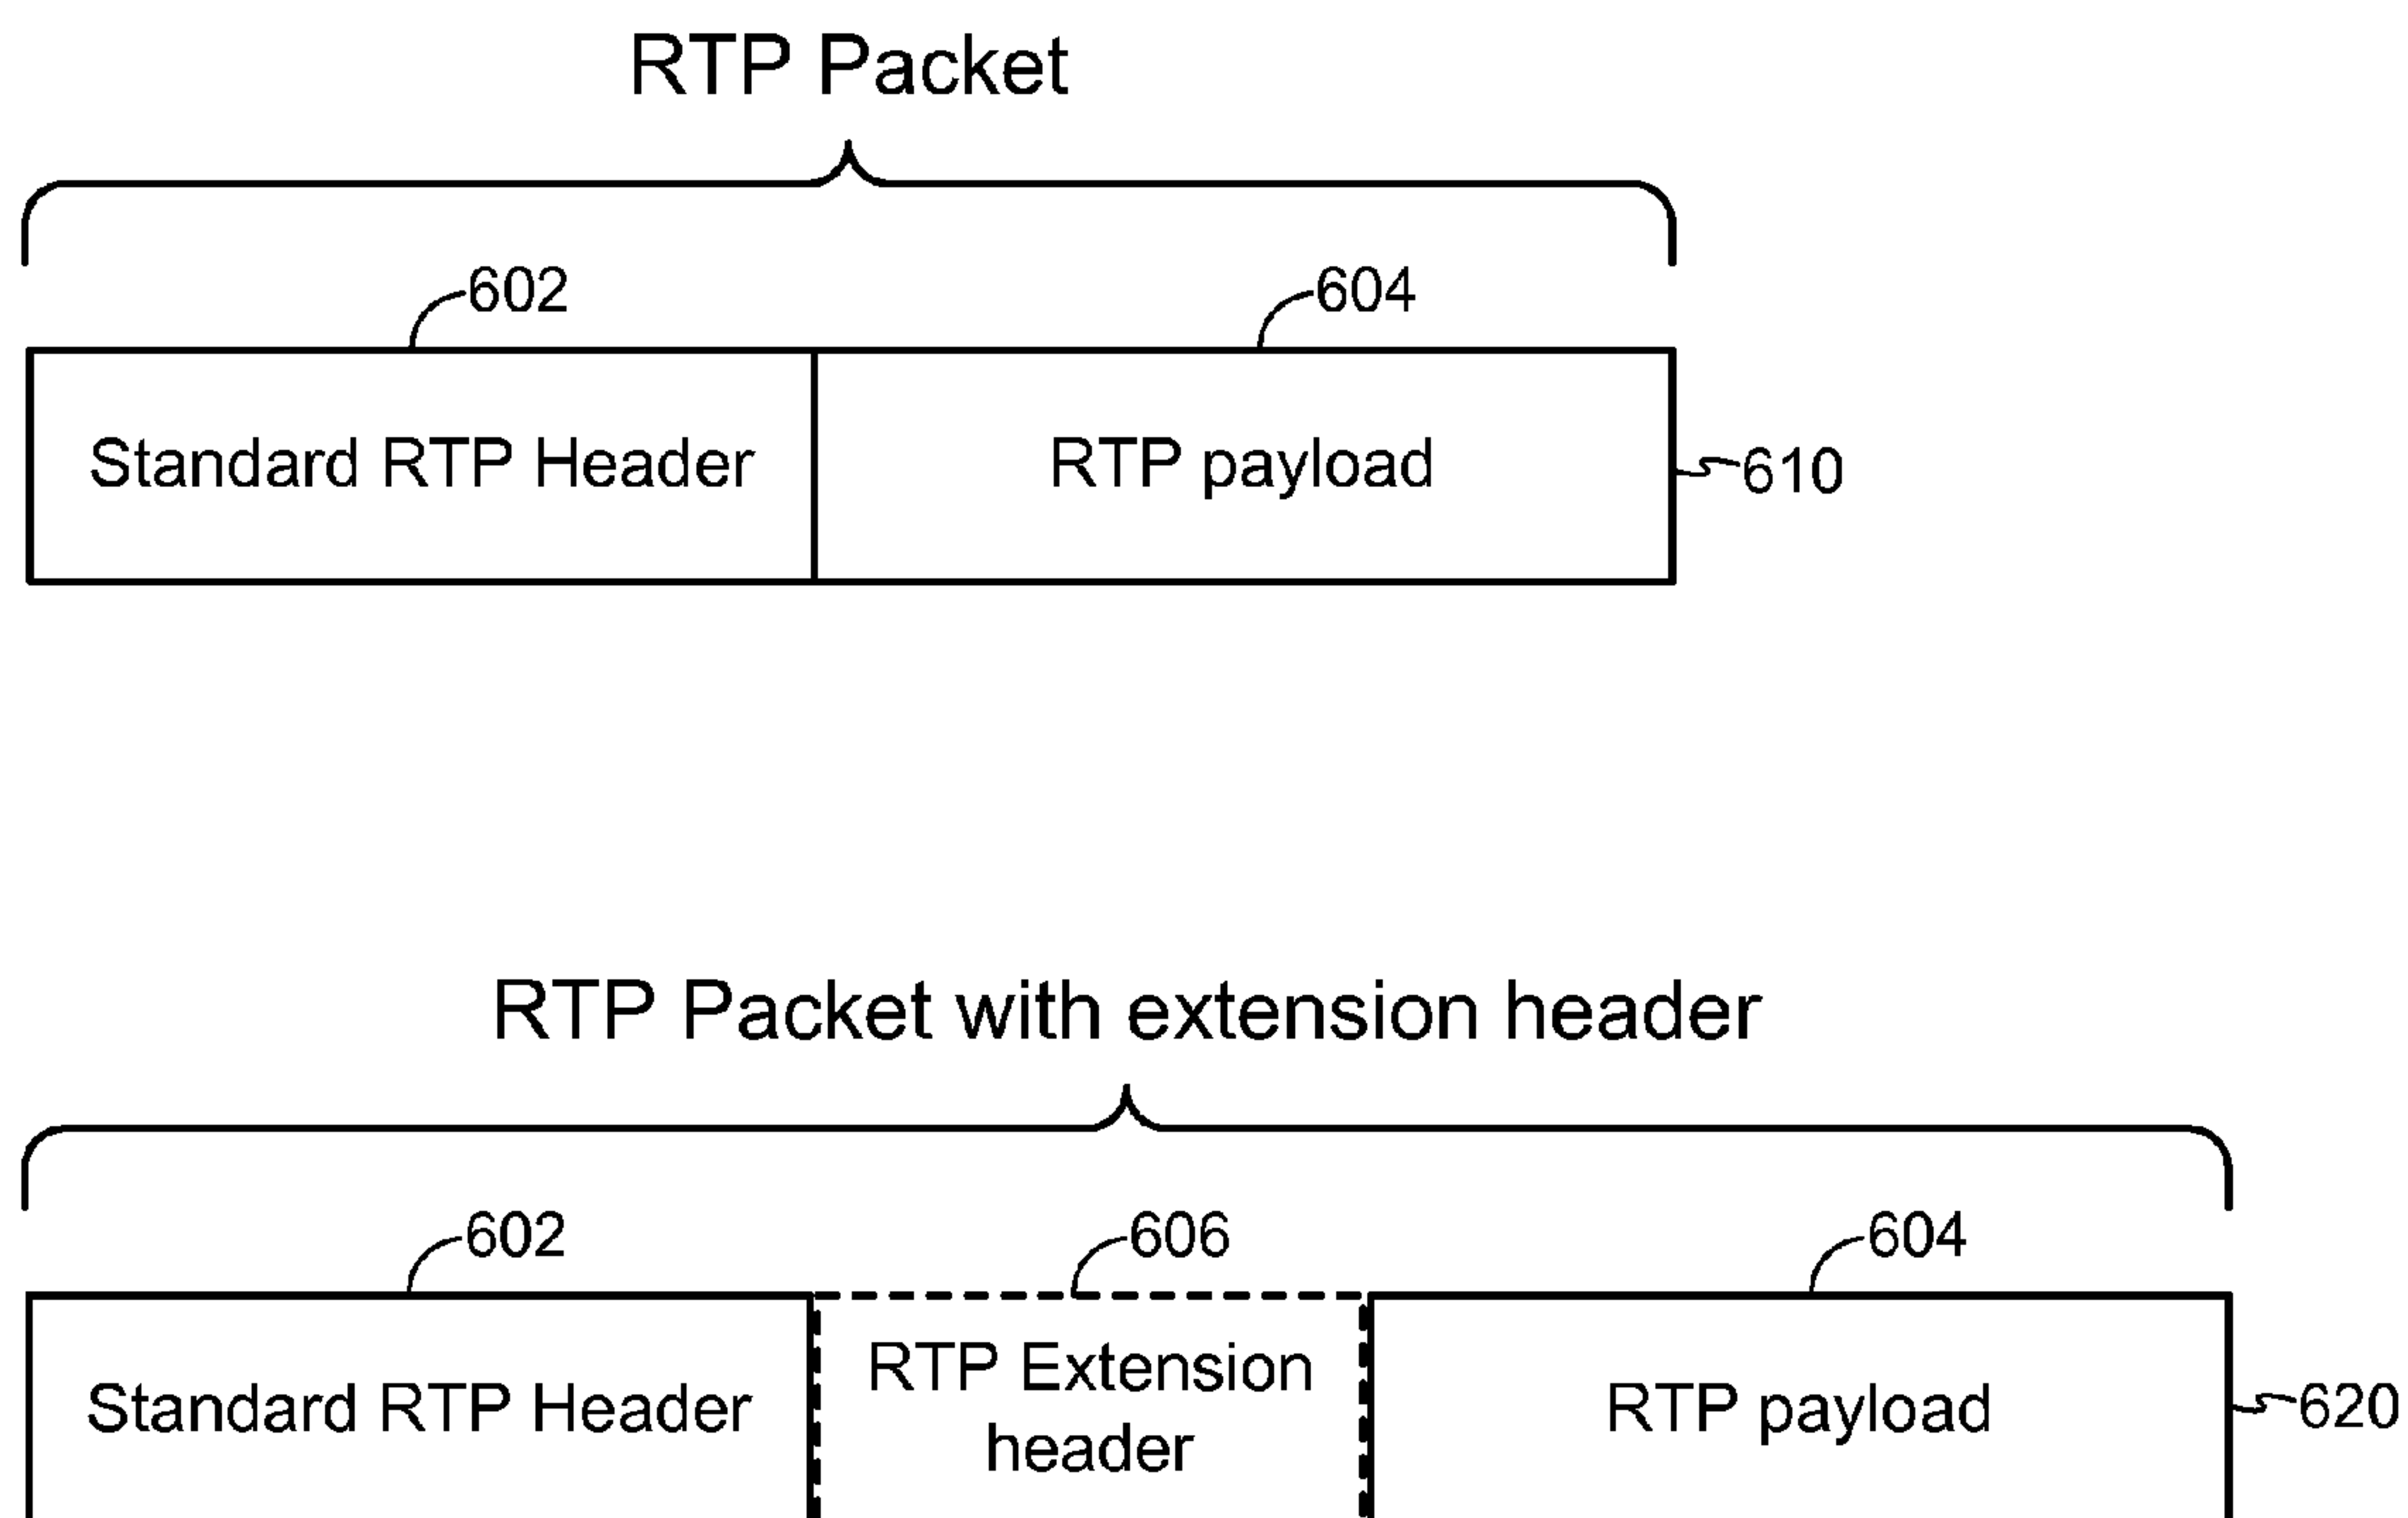 RTP Packet
602 604
Standard RTP Header RTP payload 610
RTP Packet with extension header
602 606 604
RTP Extension
Standard RTP Header RTP payload 620
header